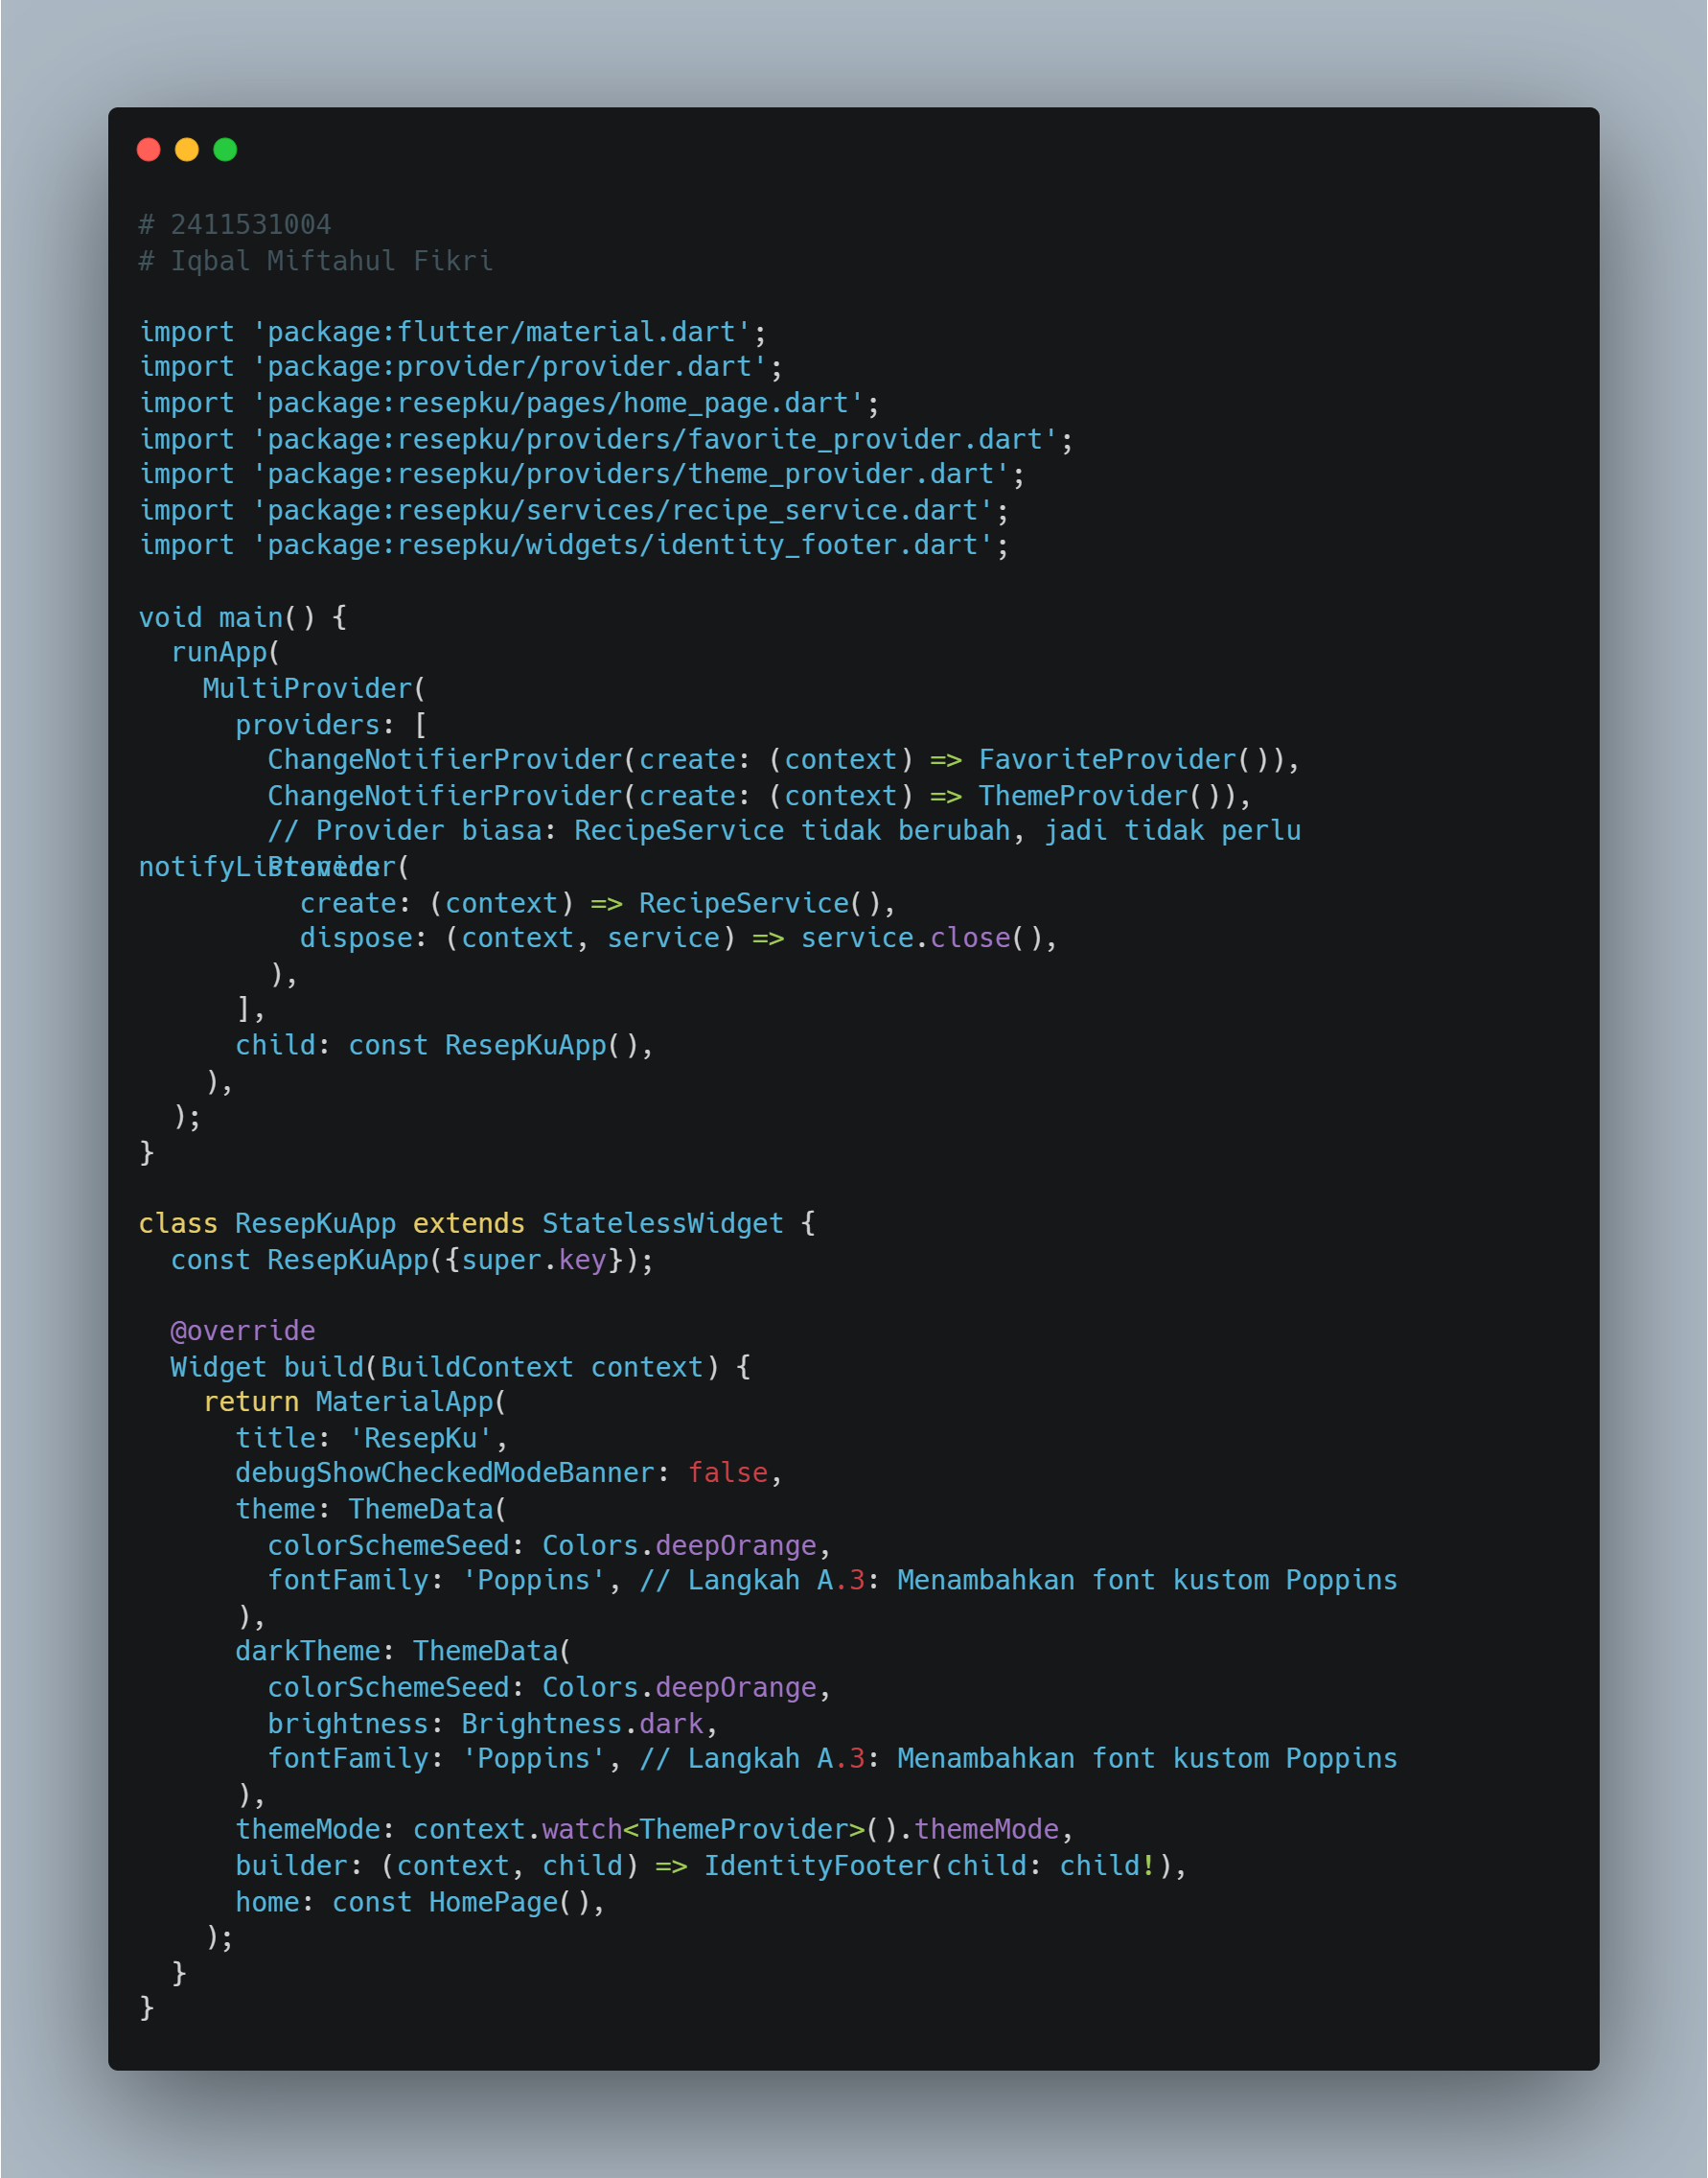 # 2411531004
# Iqbal Miftahul Fikri

import 'package:flutter/material.dart';
import 'package:provider/provider.dart';
import 'package:resepku/pages/home_page.dart';
import 'package:resepku/providers/favorite_provider.dart';
import 'package:resepku/providers/theme_provider.dart';
import 'package:resepku/services/recipe_service.dart';
import 'package:resepku/widgets/identity_footer.dart';

void main() {
  runApp(
    MultiProvider(
      providers: [
        ChangeNotifierProvider(create: (context) => FavoriteProvider()),
        ChangeNotifierProvider(create: (context) => ThemeProvider()),
        // Provider biasa: RecipeService tidak berubah, jadi tidak perlu
notifyListeners
        Provider(
          create: (context) => RecipeService(),
          dispose: (context, service) => service.close(),
        ),
      ],
      child: const ResepKuApp(),
    ),
  );
}

class ResepKuApp extends StatelessWidget {
  const ResepKuApp({super.key});

  @override
  Widget build(BuildContext context) {
    return MaterialApp(
      title: 'ResepKu',
      debugShowCheckedModeBanner: false,
      theme: ThemeData(
        colorSchemeSeed: Colors.deepOrange,
        fontFamily: 'Poppins', // Langkah A.3: Menambahkan font kustom Poppins
      ),
      darkTheme: ThemeData(
        colorSchemeSeed: Colors.deepOrange,
        brightness: Brightness.dark,
        fontFamily: 'Poppins', // Langkah A.3: Menambahkan font kustom Poppins
      ),
      themeMode: context.watch<ThemeProvider>().themeMode,
      builder: (context, child) => IdentityFooter(child: child!),
      home: const HomePage(),
    );
  }
}